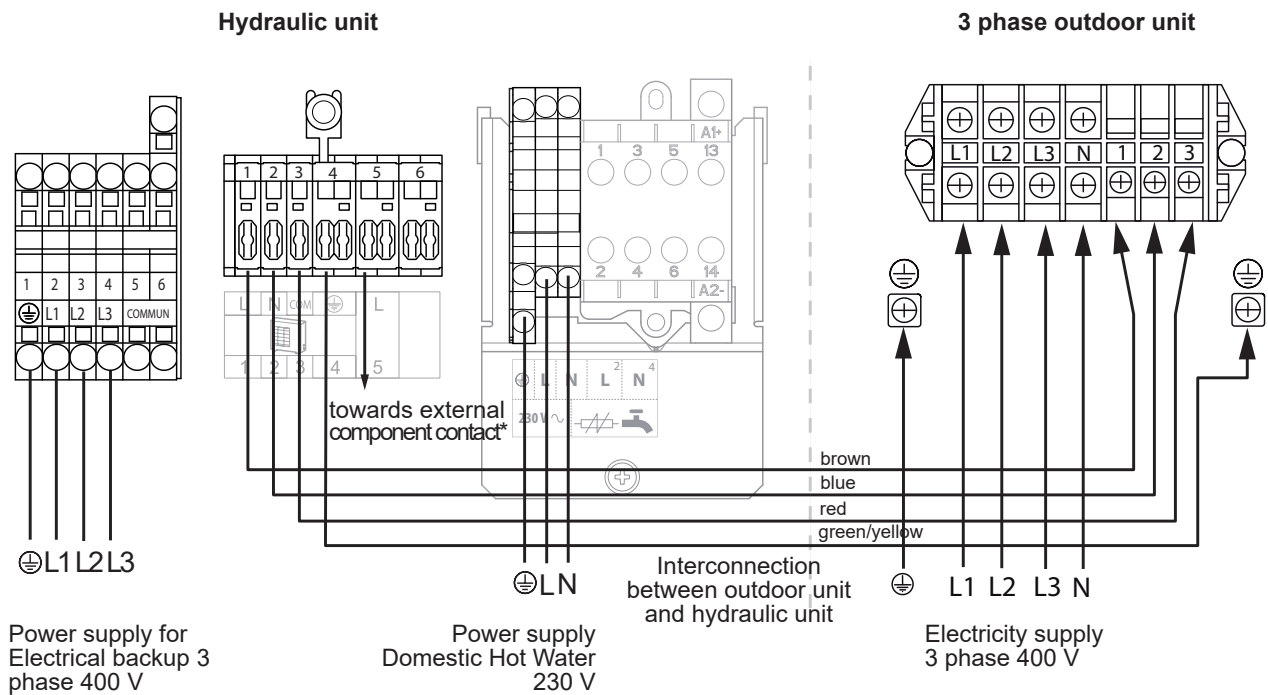 Hydraulic unit
3 phase outdoor unit
1 2 3 4 5 6
L1 L2 L3 COMMUN
1 2 3 4 5 6
L N COM L
1 2 3 4 5
towards external
component contact*
A1+
1 3 5 13
2 4 6 14
A2-
L N L 2 N 4
230 V
L1 L2 L3 N 1 2 3
brown
blue
red
green/yellow
L1 L2 L3
L N
Interconnection
between outdoor unit
and hydraulic unit
L1 L2 L3 N
Power supply for
Electrical backup 3
phase 400 V
Power supply
Domestic Hot Water
230 V
Electricity supply
3 phase 400 V